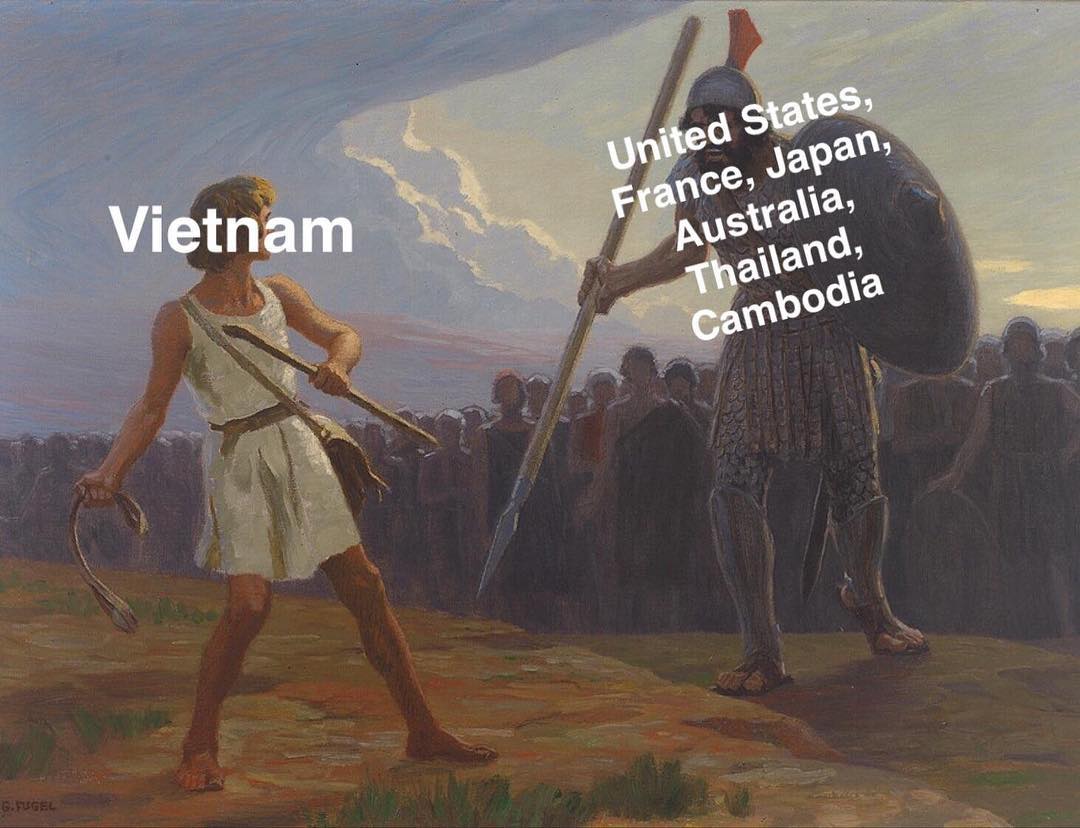 Vietnam
United States,
France, Japan,
Australia,
Thailand,
Cambodia
G. FUGEL